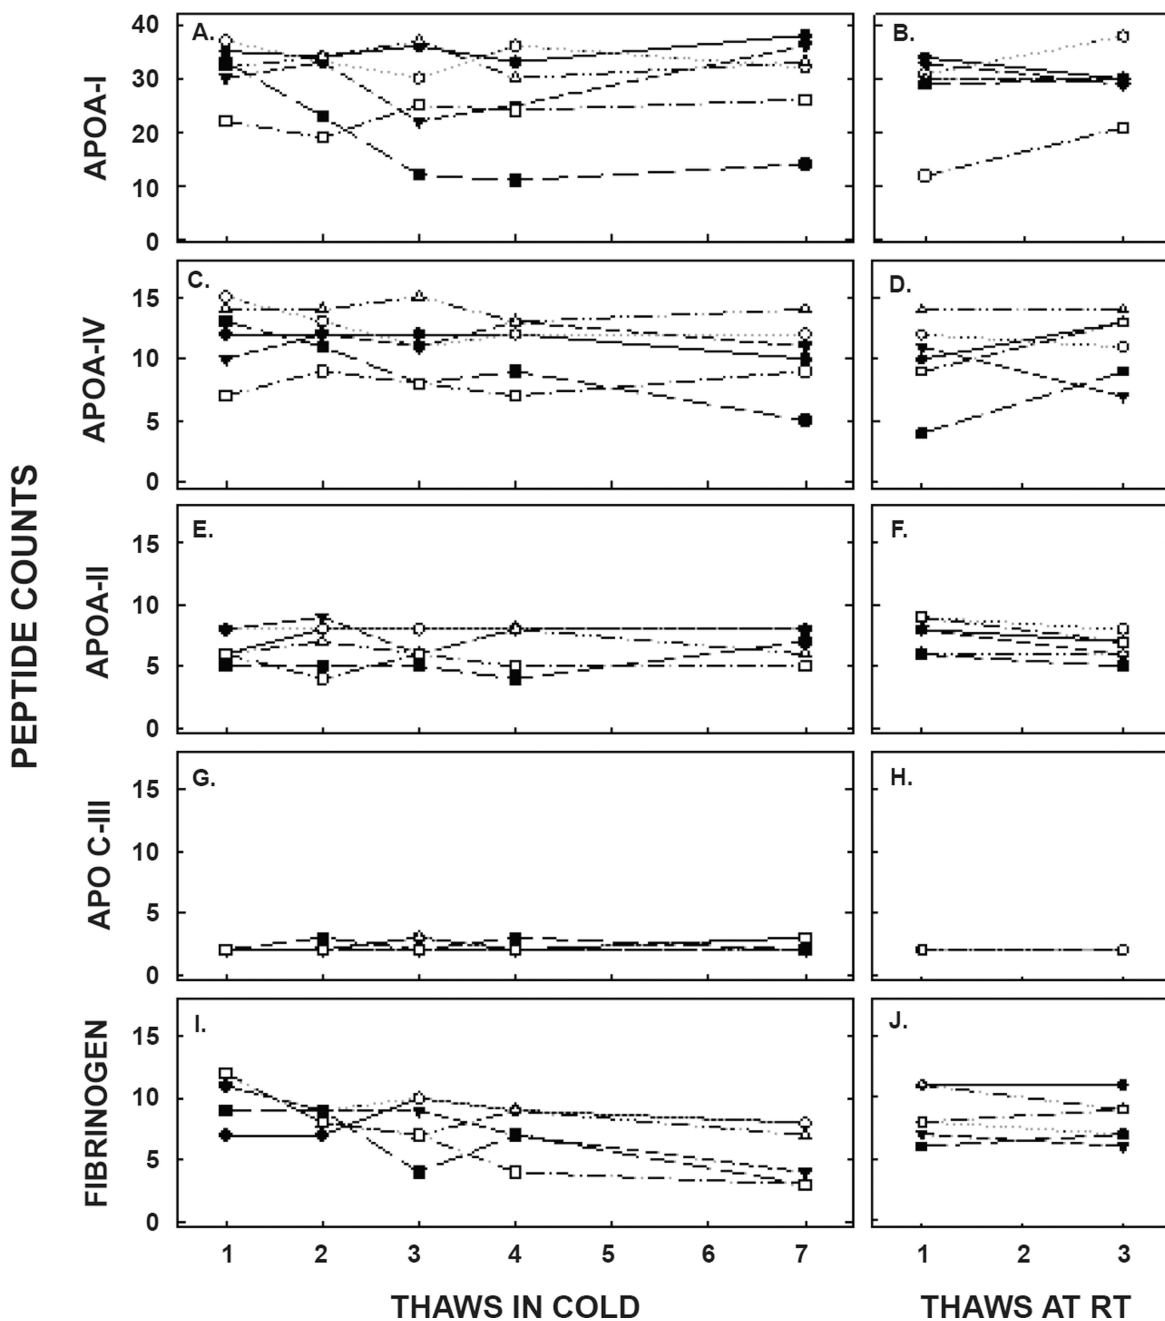 PEPTIDE COUNTS
APOA-I
40
30
20
10
0
A.
B.
APOA-IV
15
10
5
0
C.
D.
APOA-II
15
10
5
0
E.
F.
APO C-III
15
10
5
0
G.
H.
FIBRINOGEN
15
10
5
0
I.
J.
1 2 3 4 5 6 7
1 2 3
THAWS IN COLD
THAWS AT RT